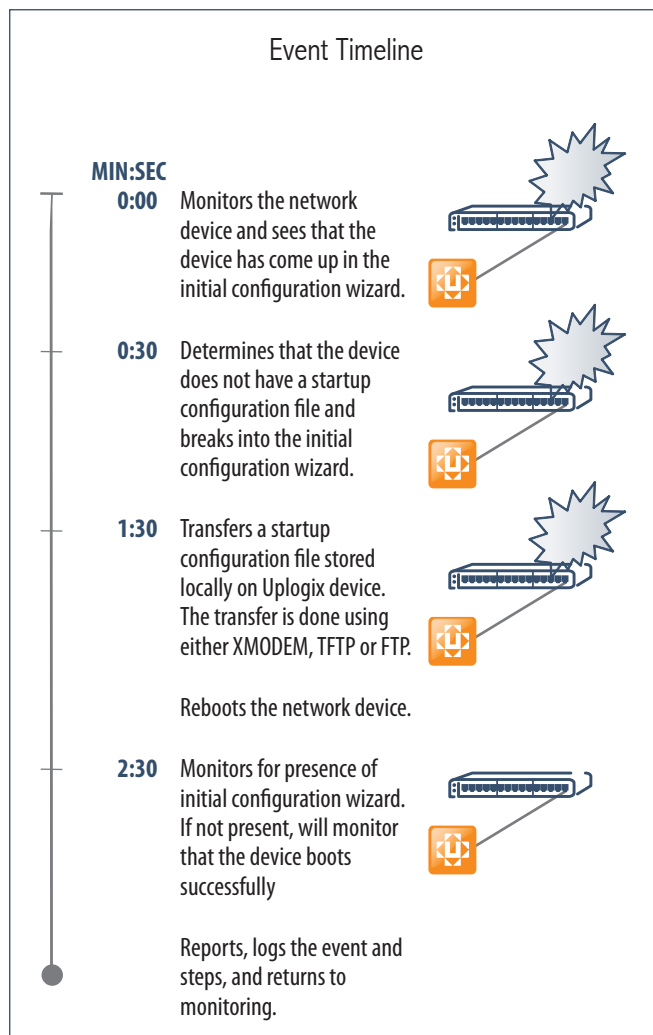 Event Timeline
MIN:SEC
0:00 Monitors the network
device and sees that the
device has come up in the
initial configuration wizard.
0:30 Determines that the device
does not have a startup
configuration file and
breaks into the initial
configuration wizard.
1:30 Transfers a startup
configuration file stored
locally on Uplogix device.
The transfer is done using
either XMODEM, TFTP or FTP.
Reboots the network device.
2:30 Monitors for presence of
initial configuration wizard.
If not present, will monitor
that the device boots
successfully
Reports, logs the event and
steps, and returns to
monitoring.